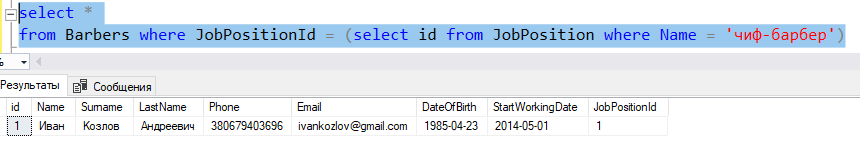 select *
from Barbers where JobPositionId = (select id from JobPosition where Name = 'чиф-барбер')
%
Результаты Сообщения
id Name Surname LastName Phone Email DateOfBirth StartWorkingDate JobPositionId
1 Иван Козлов Андреевич 380679403696 ivankozlov@gmail.com 1985-04-23 2014-05-01 1